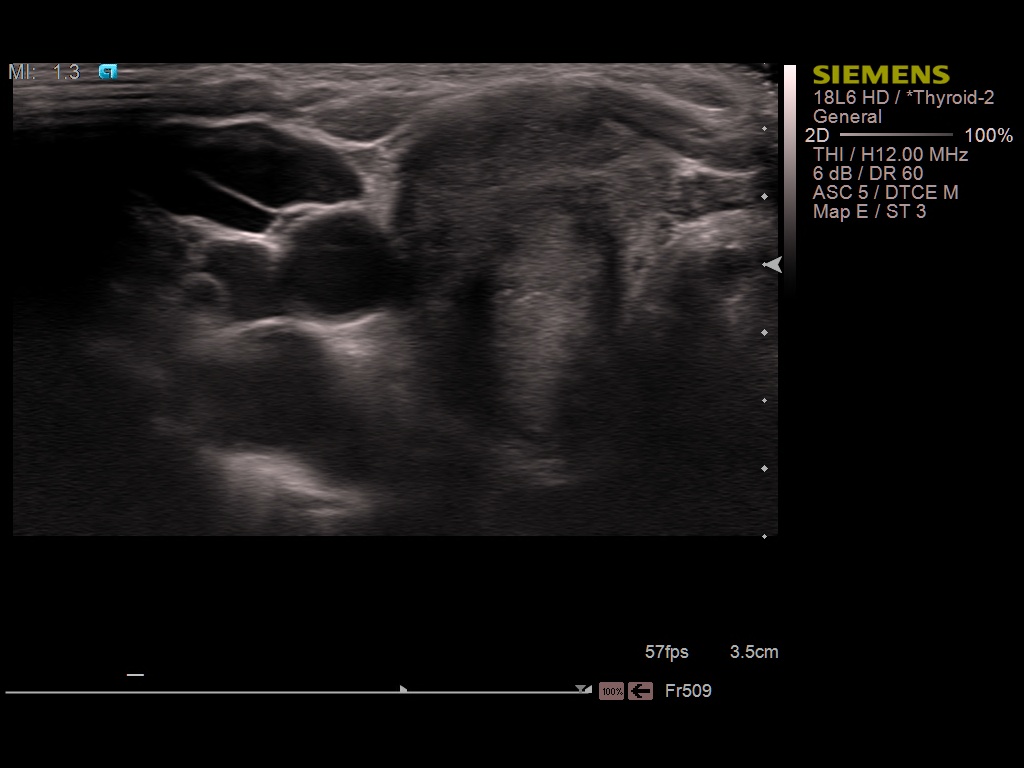 MI: 1.3
SIEMENS
18L6 HD / *Thyroid-2
General
2D 100%
THI / H12.00 MHz
6 dB / DR 60
ASC 5 / DTCE M
Map E / ST 3
57fps 3.5cm
100% Fr509